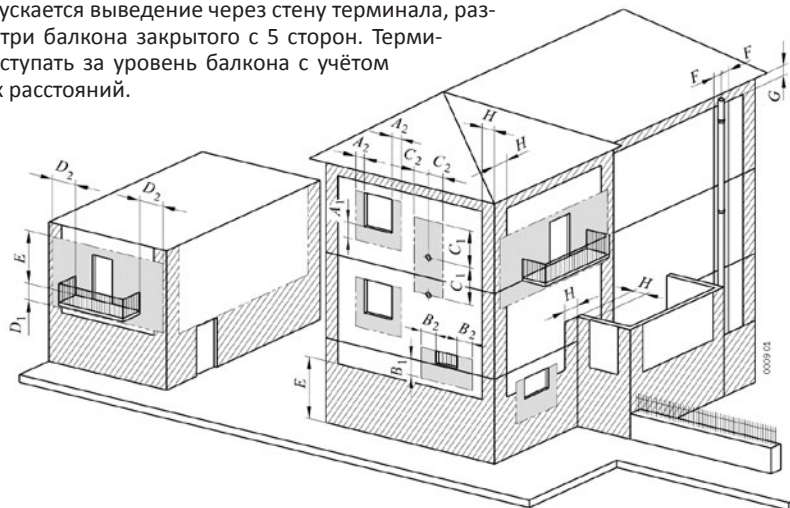 ускается выведение через стену терминала, раз-
три балкона закрытого с 5 сторон. Терми-
ступать за уровень балкона с учётом
к расстояний.
F F
G
H
H
A₂
A₂ C₂
C₂
A₁
C₁
C₁
D₂
D₂
E
D₁
H
H
B₂
B₂
B₁
E
0009 01